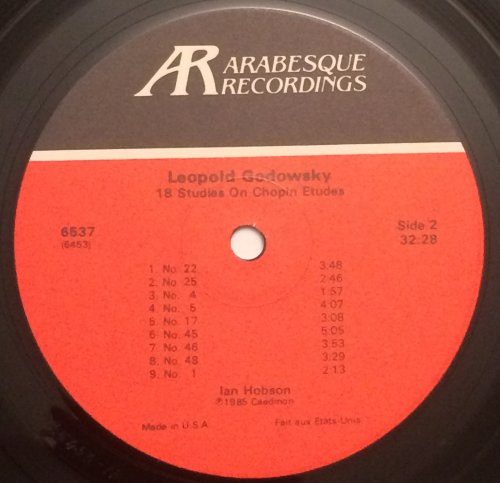 AR ARABESQUE
RECORDINGS
Leopold Godowsky
18 Studies On Chopin Etudes
6537
(6453)
Side 2
32:28
1. No. 22 3:48
2. No. 25 2:46
3. No. 4 1:57
4. No. 5 4:07
5. No. 17 3:08
6. No. 45 5:05
7. No. 46 3:53
8. No. 48 3:29
9. No. 1 2:13
Ian Hobson
℗1985 Caedmon
Made in U.S.A.
Fait aux Etats-Unis